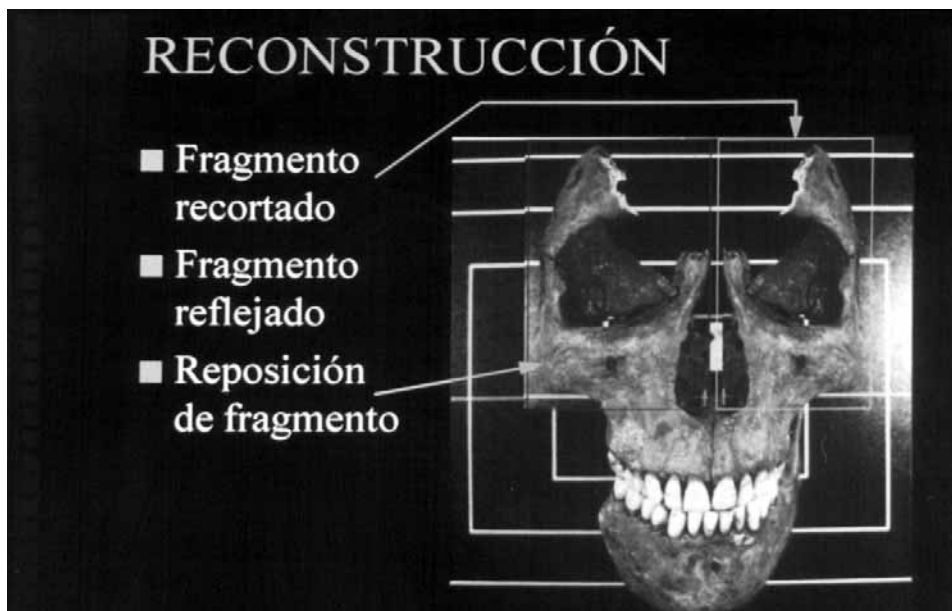 RECONSTRUCCIÓN
Fragmento
recortado
Fragmento
reflejado
Reposición
de fragmento